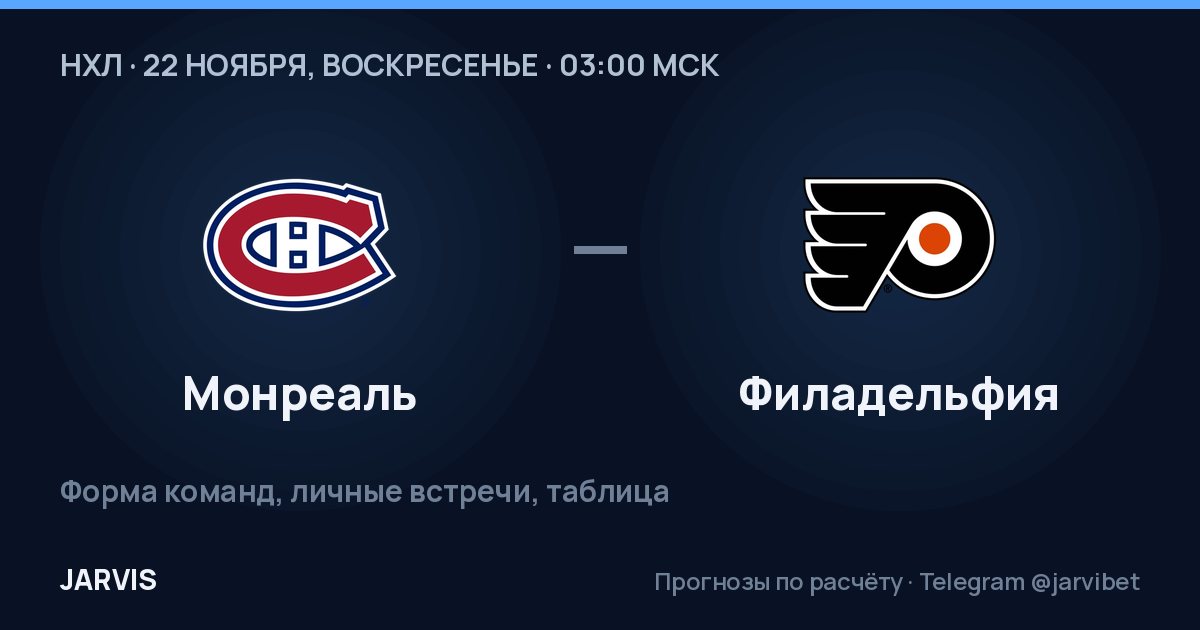 НХЛ · 22 НОЯБРЯ, ВОСКРЕСЕНЬЕ · 03:00 МСК
Монреаль
Филадельфия
Форма команд, личные встречи, таблица
JARVIS
Прогнозы по расчёту · Telegram @jarvibet